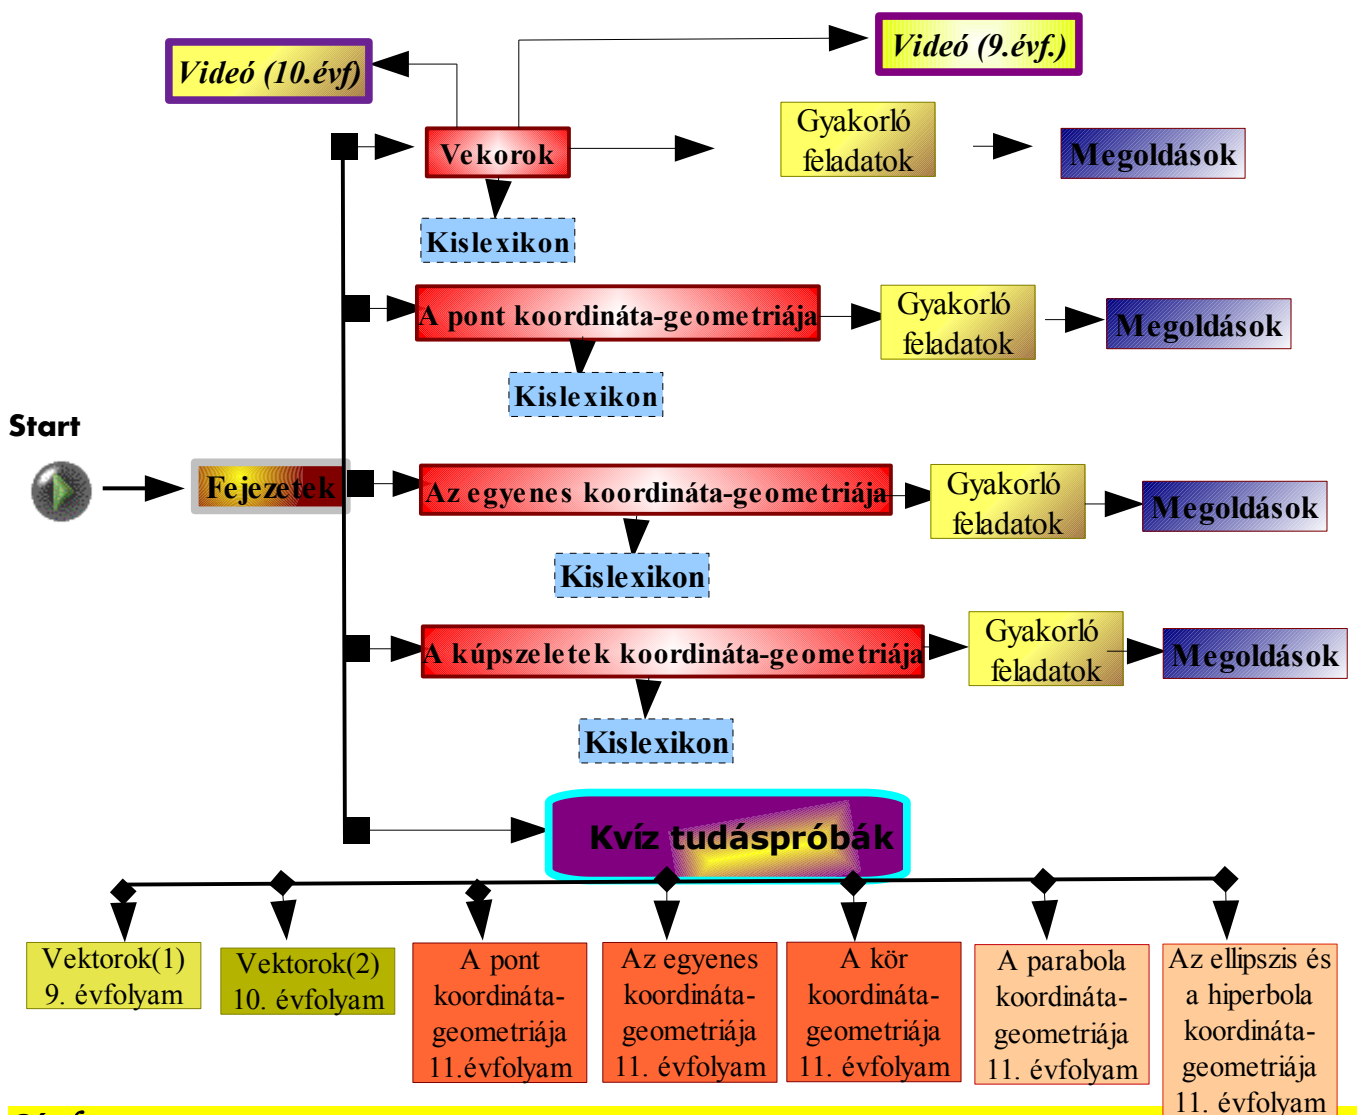 Videó (10.évf)
Videó (9.évf.)
Vekorok
Gyakorló
feladatok
Megoldások
Kislexikon
A pont koordináta-geometriája
Gyakorló
feladatok
Megoldások
Kislexikon
Start
Fejezetek
Az egyenes koordináta-geometriája
Gyakorló
feladatok
Megoldások
Kislexikon
A kúpszeletek koordináta-geometriája
Gyakorló
feladatok
Megoldások
Kislexikon
Kvíz tudáspróbák
Vektorok(1)
9. évfolyam
Vektorok(2)
10. évfolyam
A pont
koordináta-
geometriája
11.évfolyam
Az egyenes
koordináta-
geometriája
11. évfolyam
A kör
koordináta-
geometriája
11. évfolyam
A parabola
koordináta-
geometriája
11. évfolyam
Az ellipszis és
a hiperbola
koordináta-
geometriája
11. évfolyam